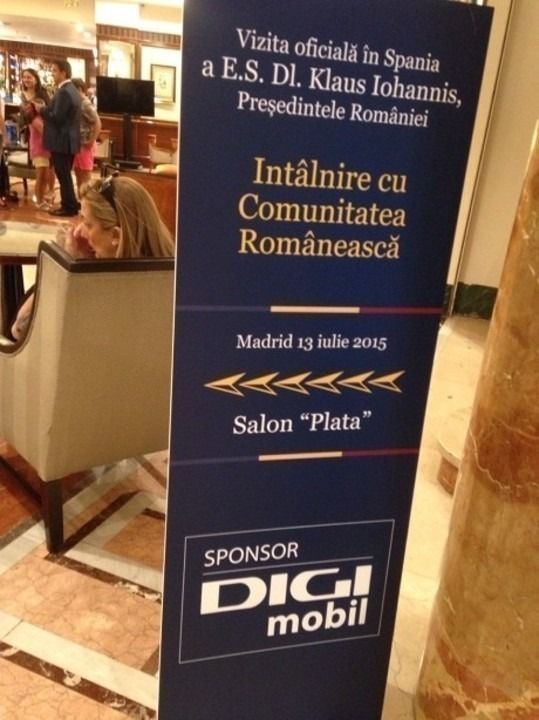 Vizita oficială în Spania
a E.S. Dl. Klaus Iohannis,
Președintele României
Intâlnire cu
Comunitatea
Românească
Madrid 13 iulie 2015
Salon “Plata”
SPONSOR
DIGI
mobil